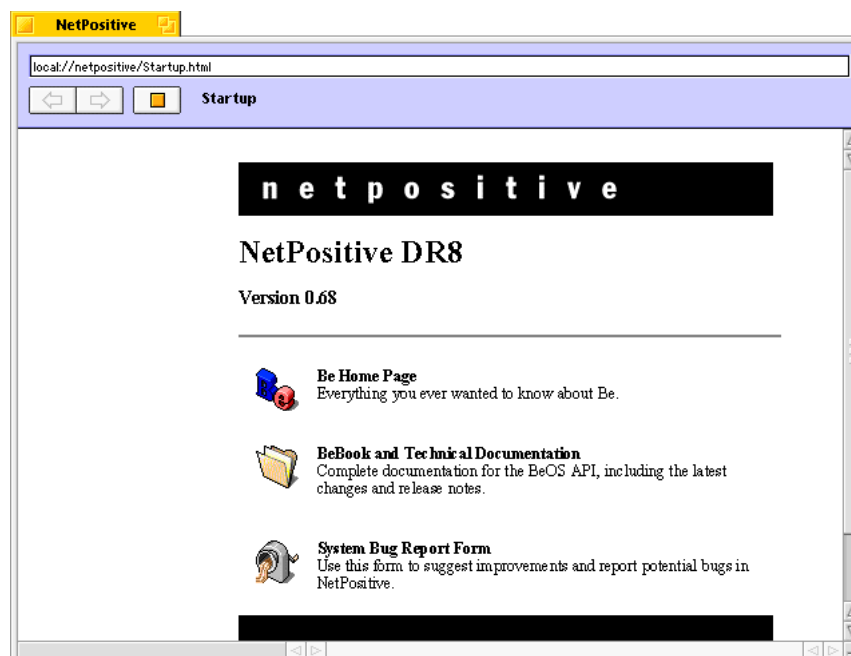 NetPositive
local://netpositive/Startup.html
Startup
netpositive
NetPositive DR8
Version 0.68
Be Home Page
Everything you ever wanted to know about Be.
BeBook and Technical Documentation
Complete documentation for the BeOS API, including the latest
changes and release notes.
System Bug Report Form
Use this form to suggest improvements and report potential bugs in
NetPositive.